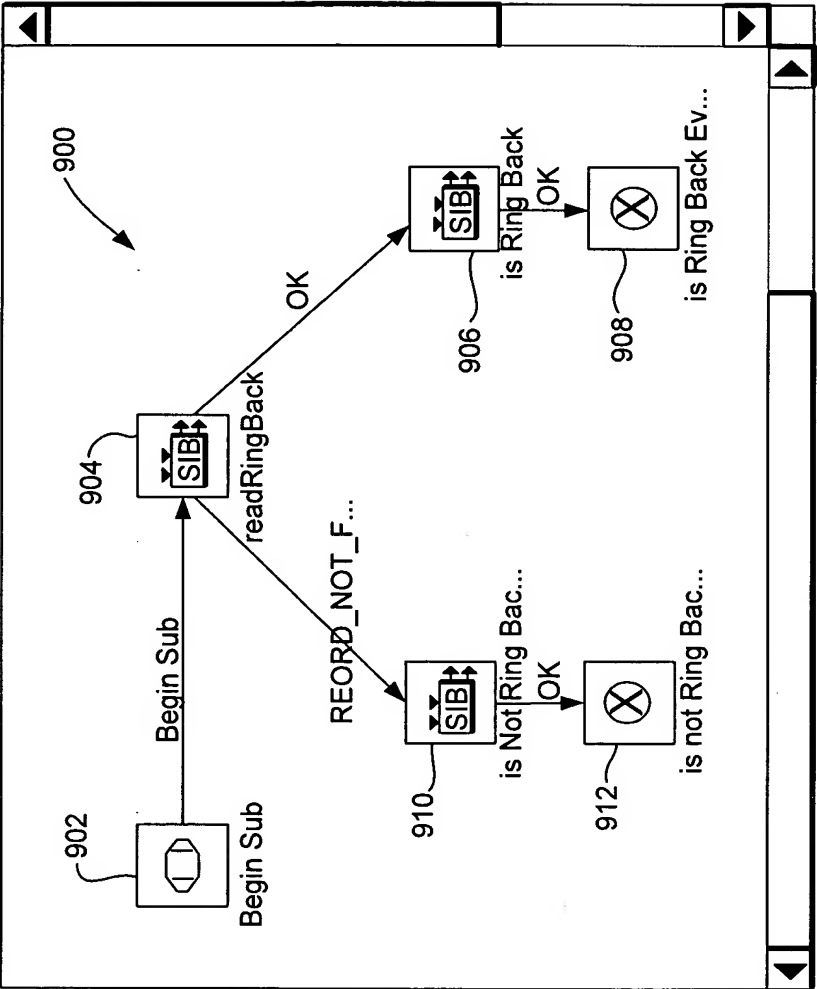 900
902
Begin Sub
Begin Sub
904
SIB
readRingBack
OK
REORD_NOT_F...
906
SIB
is Ring Back
OK
908
X
is Ring Back Ev...
910
SIB
is Not Ring Bac...
OK
912
X
is not Ring Bac...